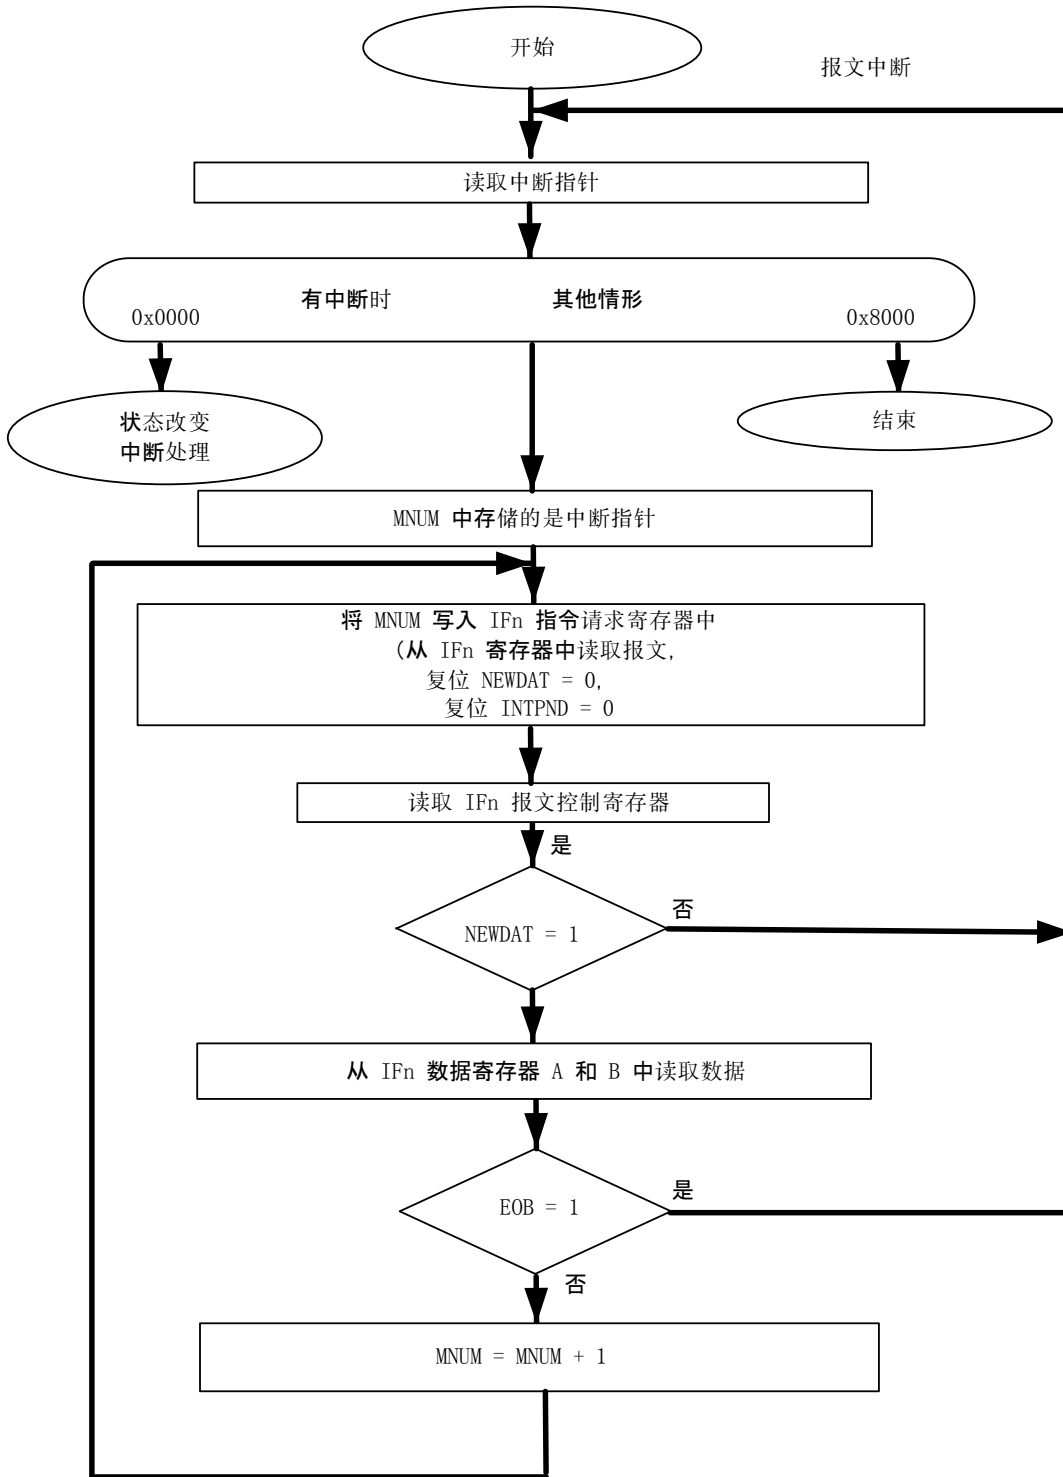 开始
报文中断
读取中断指针
有中断时 其他情形
0x0000 0x8000
状态改变
中断处理
结束
MNUM 中存储的是中断指针
将 MNUM 写入 IFn 指令请求寄存器中
(从 IFn 寄存器中读取报文,
复位 NEWDAT = 0,
复位 INTPND = 0
读取 IFn 报文控制寄存器
是
否
NEWDAT = 1
从 IFn 数据寄存器 A 和 B 中读取数据
是
EOB = 1
否
MNUM = MNUM + 1